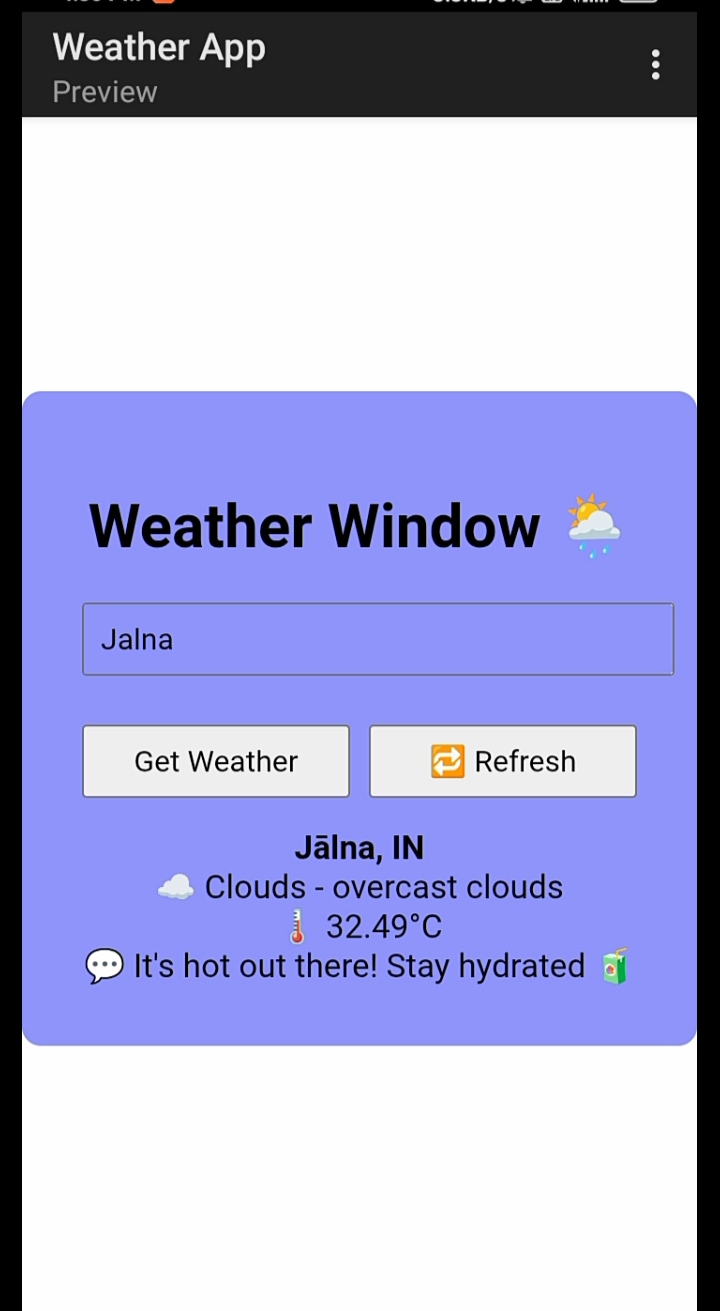 Weather App
Preview
Weather Window 🌦️
Jalna
Get Weather
🔁 Refresh
Jālna, IN
☁️ Clouds - overcast clouds
🌡️ 32.49°C
💬 It's hot out there! Stay hydrated 🧃